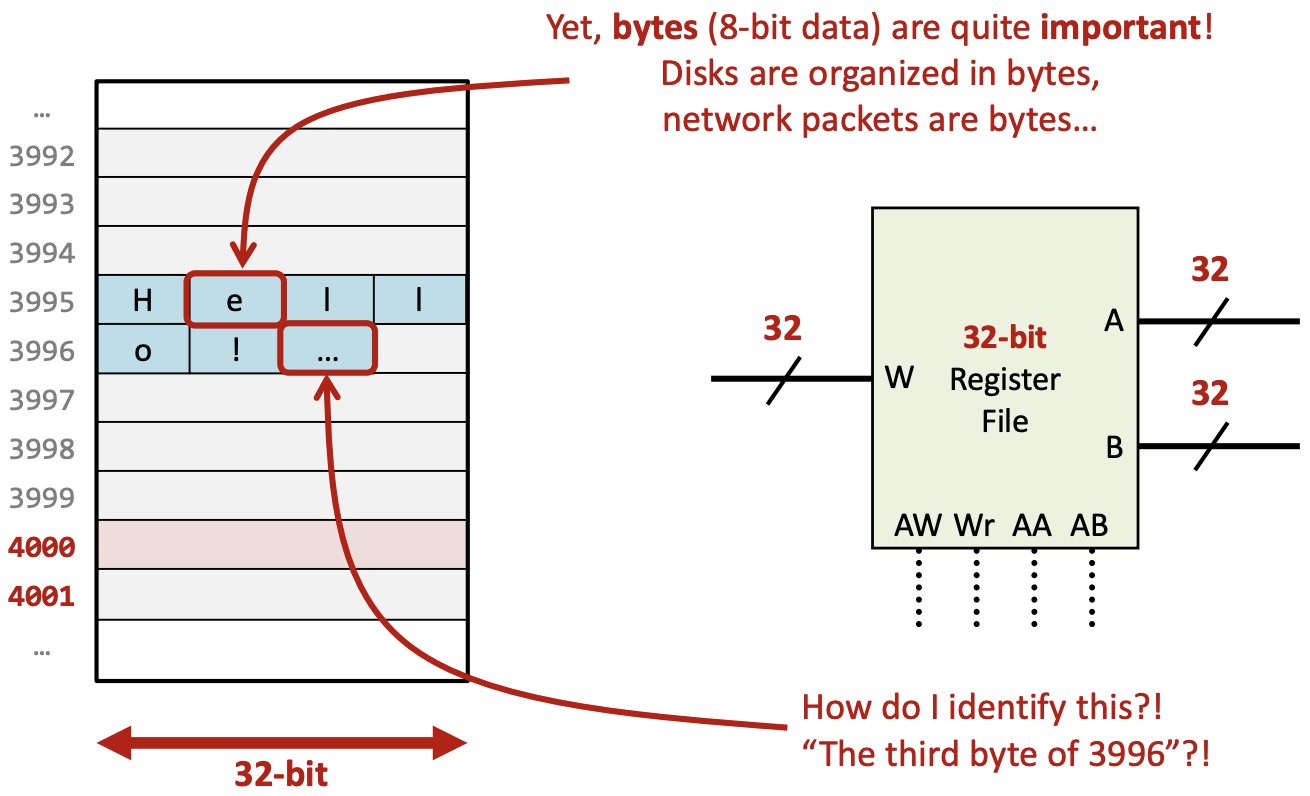 Yet, bytes (8-bit data) are quite important!
Disks are organized in bytes,
network packets are bytes…
…
3992
3993
3994
3995 H e l l
3996 o ! …
3997
3998
3999
4000
4001
…
32-bit
32
W
32-bit
Register
File
A
32
B
32
AW Wr AA AB
How do I identify this?!
“The third byte of 3996”?!